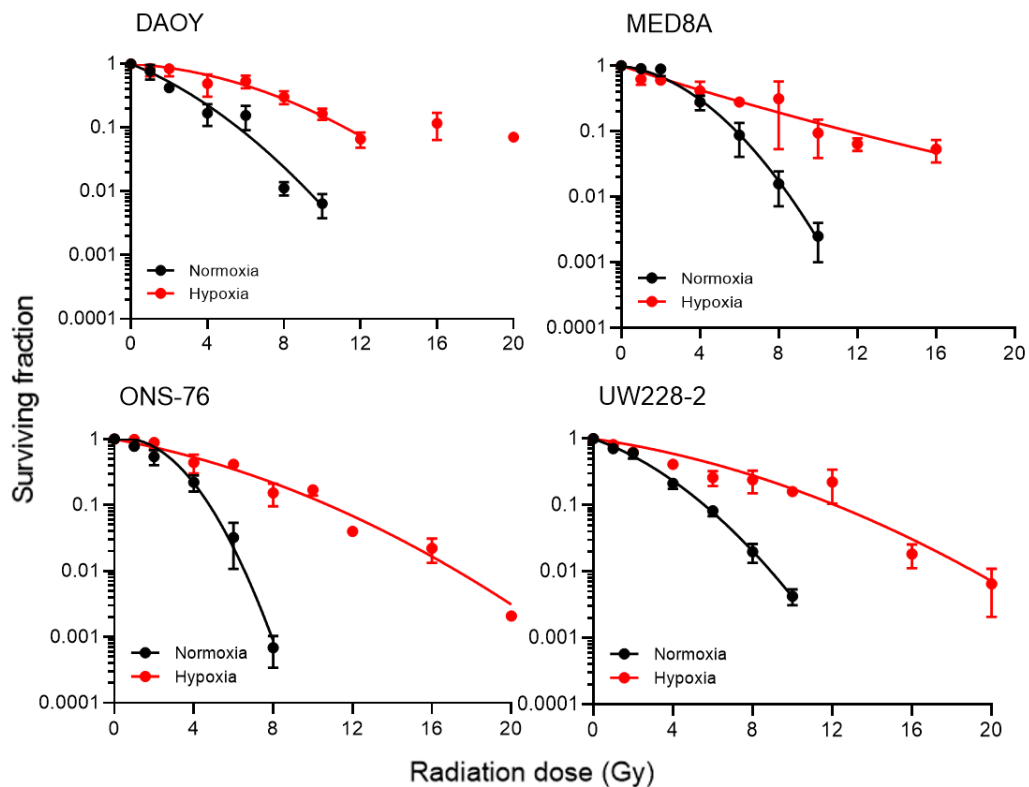 DAOY
1
0.1
0.01
0.001
0.0001
Normoxia
Hypoxia
0 4 8 12 16 20
MED8A
1
0.1
0.01
0.001
0.0001
Normoxia
Hypoxia
0 4 8 12 16 20
ONS-76
1
0.1
0.01
0.001
0.0001
Normoxia
Hypoxia
0 4 8 12 16 20
UW228-2
1
0.1
0.01
0.001
0.0001
Normoxia
Hypoxia
0 4 8 12 16 20
Surviving fraction
Radiation dose (Gy)